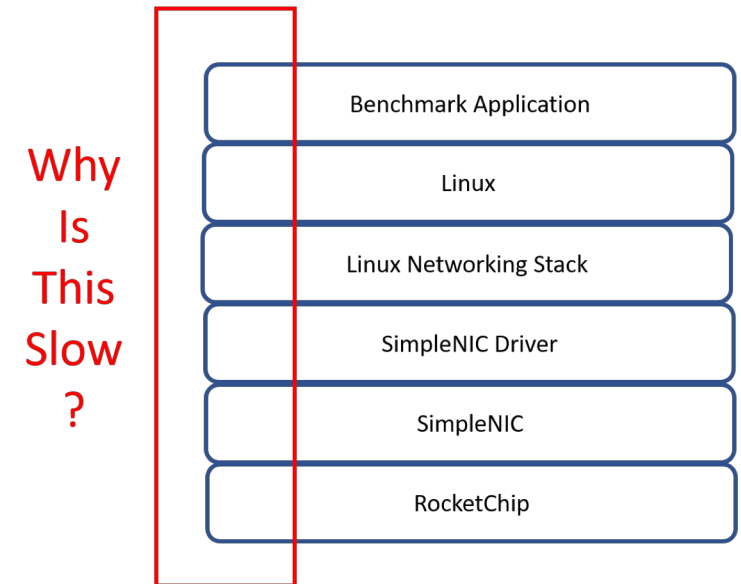 Why
Is
This
Slow
?
Benchmark Application
Linux
Linux Networking Stack
SimpleNIC Driver
SimpleNIC
RocketChip